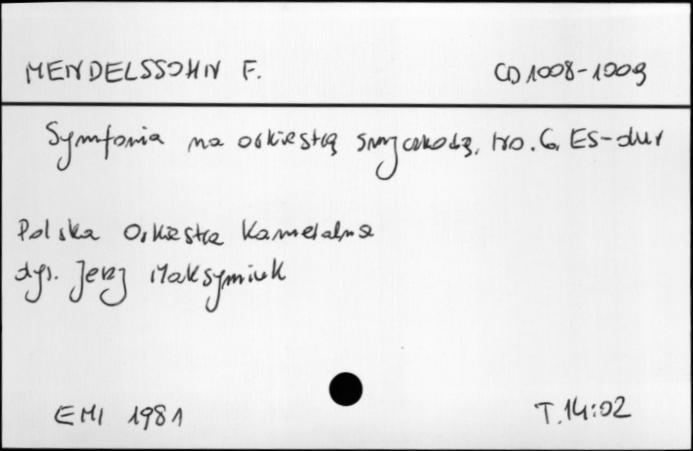 MENDELSSOHN F. CD 1008-1009
Symfonia na orkiestrę smyczkową, No. 6, ES-dur
Polska Orkiestra Kameralna
dyr. Jerzy Maksymiuk
EMI 1981 T.14:02